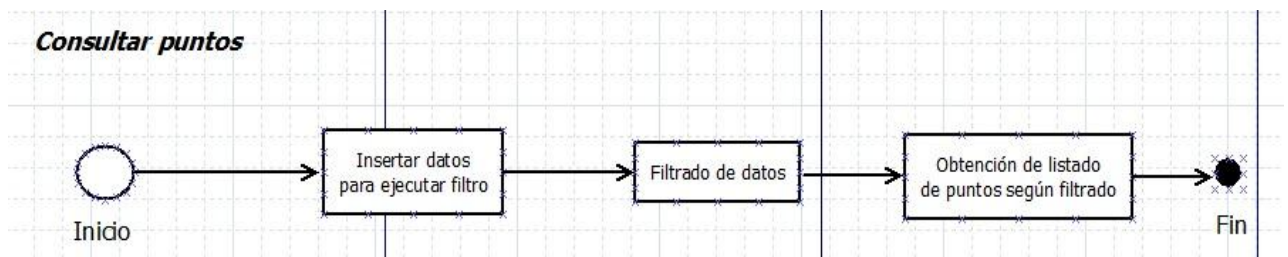 Consultar puntos
Inicio
Insertar datos
para ejecutar filtro
Filtrado de datos
Obtención de listado
de puntos según filtrado
Fin